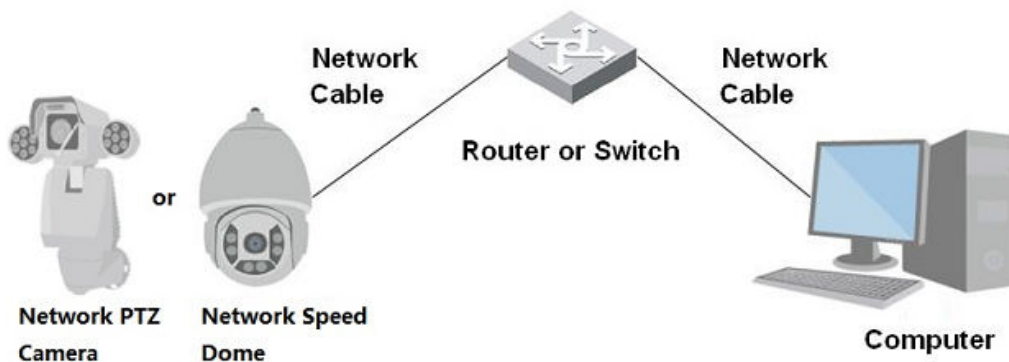 Network
Cable
Network
Cable
Router or Switch
or
Network PTZ
Camera
Network Speed
Dome
Computer